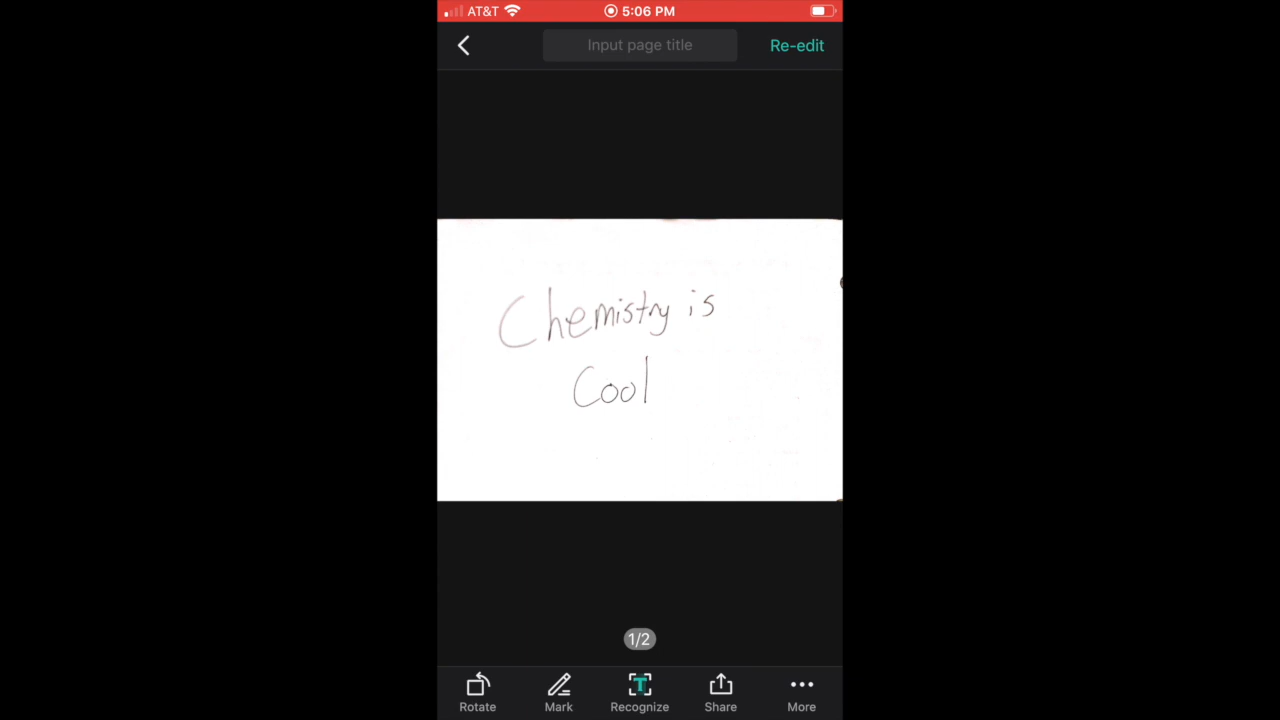 AT&T 5:06 PM
Input page title Re-edit
Chemistry is
Cool
1/2
Rotate Mark Recognize Share More